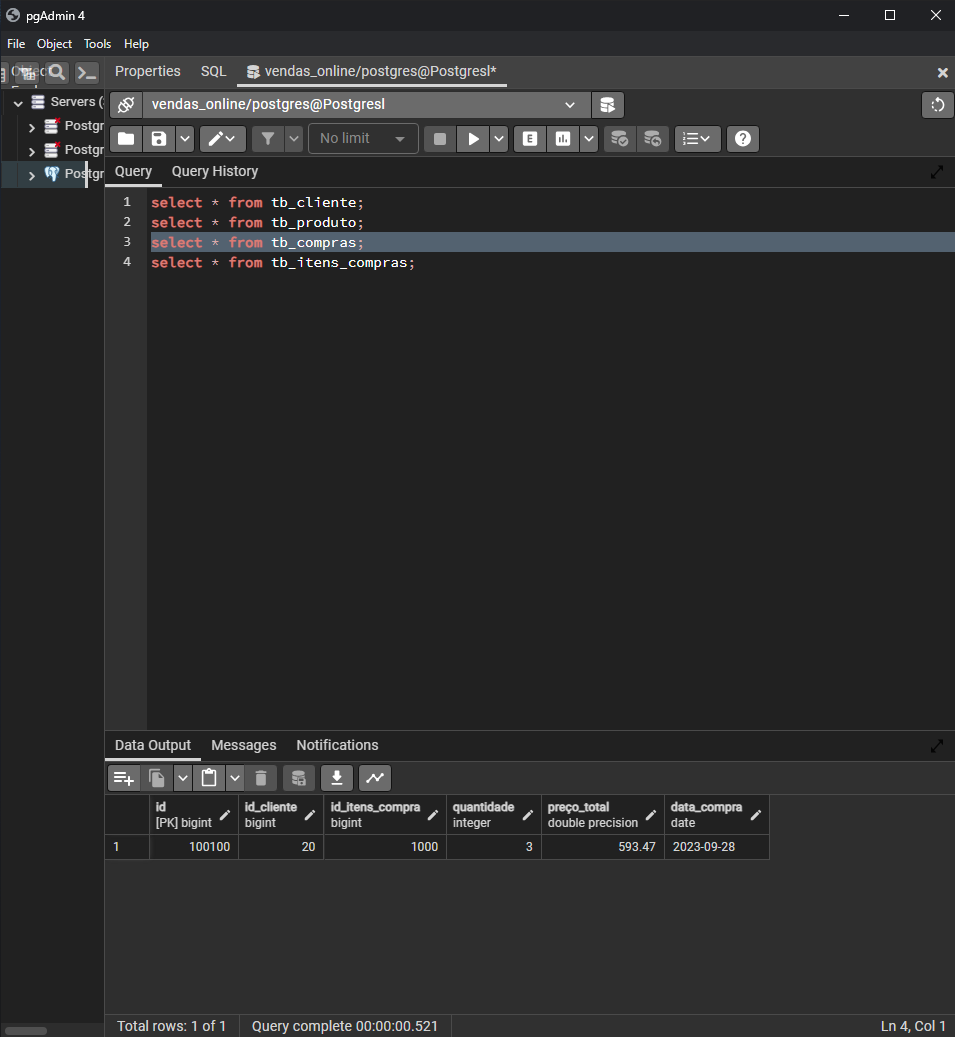 pgAdmin 4
File Object Tools Help
Properties SQL vendas_online/postgres@Postgresl*
Servers (
Postgr
Postgr
Postgr
vendas_online/postgres@Postgresl
No limit
E
Query Query History
1 select * from tb_cliente;
2 select * from tb_produto;
3 select * from tb_compras;
4 select * from tb_itens_compras;
Data Output Messages Notifications
id id_cliente id_itens_compra quantidade preço_total data_compra
[PK] bigint bigint bigint integer double precision date
1 100100 20 1000 3 593.47 2023-09-28
Total rows: 1 of 1 Query complete 00:00:00.521 Ln 4, Col 1